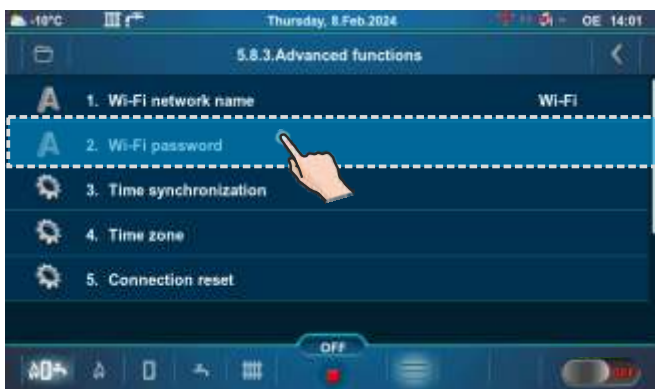 -10°C Thursday, 8.Feb.2024 OE 14:01
5.8.3.Advanced functions
A 1. Wi-Fi network name Wi-Fi
A 2. Wi-Fi password
3. Time synchronization
4. Time zone
5. Connection reset
OFF
OFF